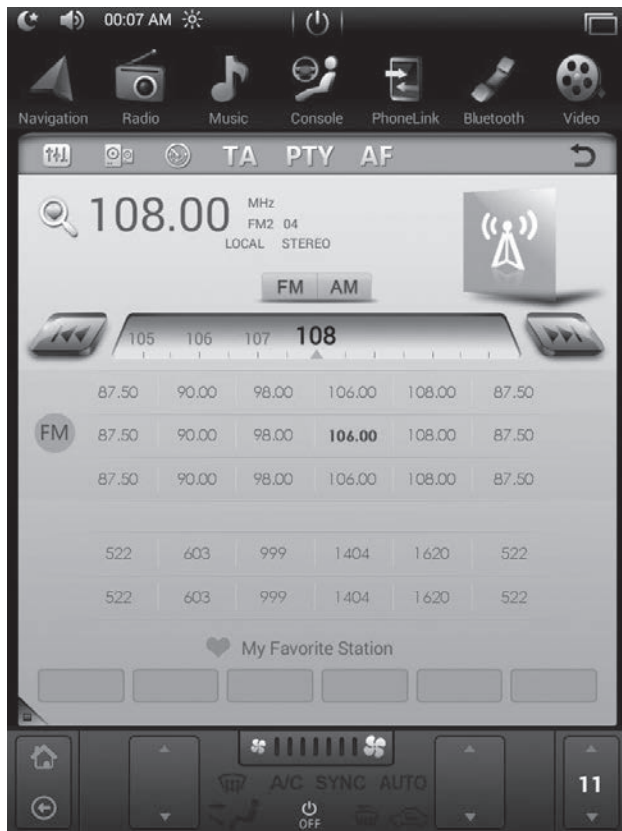 00:07 AM
Navigation Radio Music Console PhoneLink Bluetooth Video
TA PTY AF
108.00 MHz
FM2 04
LOCAL STEREO
FM AM
105 106 107 108
87.50 90.00 98.00 106.00 108.00 87.50
FM 87.50 90.00 98.00 106.00 108.00 87.50
87.50 90.00 98.00 106.00 108.00 87.50
522 603 999 1404 1620 522
522 603 999 1404 1620 522
My Favorite Station
A/C SYNC AUTO
11
OFF